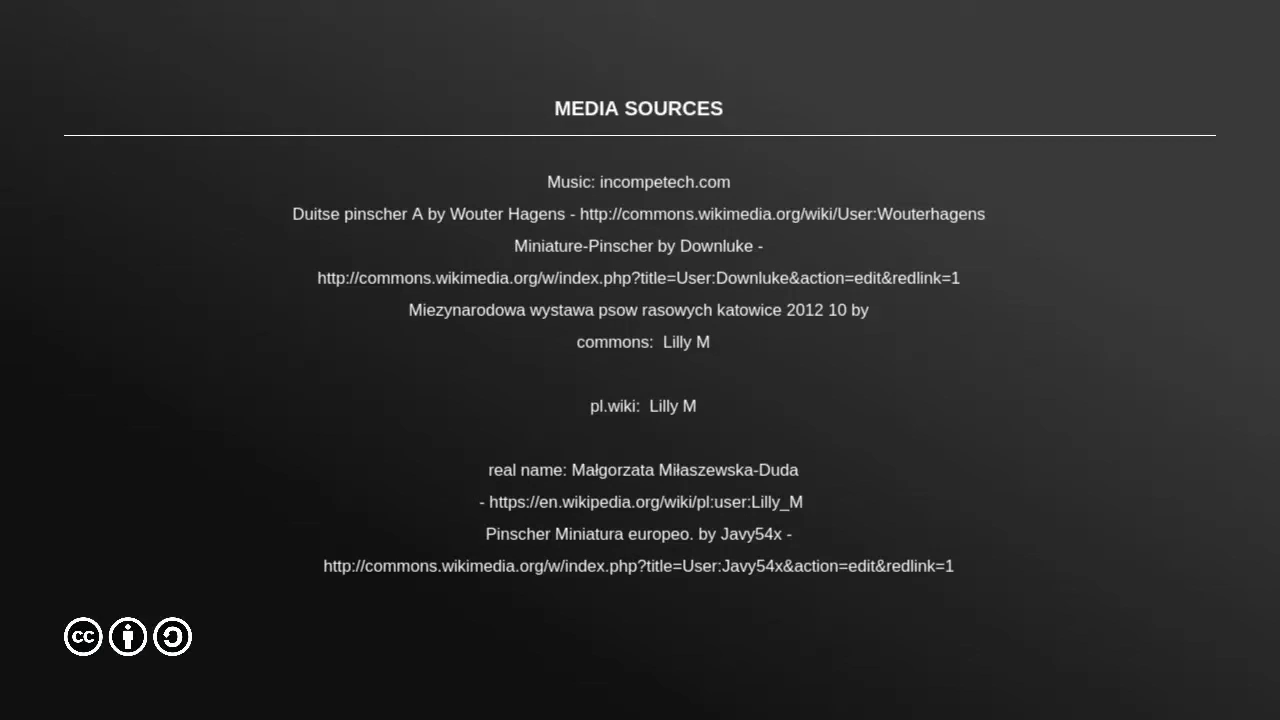 MEDIA SOURCES
Music: incompetech.com
Duitse pinscher A by Wouter Hagens - http://commons.wikimedia.org/wiki/User:Wouterhagens
Miniature-Pinscher by Downluke -
http://commons.wikimedia.org/w/index.php?title=User:Downluke&action=edit&redlink=1
Miezynarodowa wystawa psow rasowych katowice 2012 10 by
commons:  Lilly M
pl.wiki:  Lilly M
real name: Małgorzata Miłaszewska-Duda
- https://en.wikipedia.org/wiki/pl:user:Lilly_M
Pinscher Miniatura europeo. by Javy54x -
http://commons.wikimedia.org/w/index.php?title=User:Javy54x&action=edit&redlink=1
cc